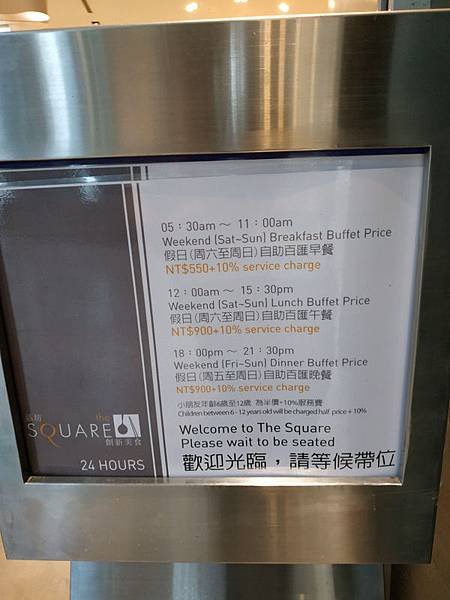 05：30am ～ 11：00am
Weekend (Sat~Sun) Breakfast Buffet Price
假日(周六至周日)自助百匯早餐
NT$550+10% service charge
12：00am ～ 15：30pm
Weekend (Sat~Sun) Lunch Buffet Price
假日(周六至周日)自助百匯午餐
NT$900+10% service charge
18：00pm ～ 21：30pm
Weekend (Fri~Sun) Dinner Buffet Price
假日(周五至周日)自助百匯晚餐
NT$900+10% service charge
小朋友年齡6歲至12歲 為半價+10%服務費
Children between 6 - 12 years old will be charged half price + 10%
Welcome to The Square
Please wait to be seated
歡迎光臨，請等候帶位
the
SQUARE
創新美食
24 HOURS